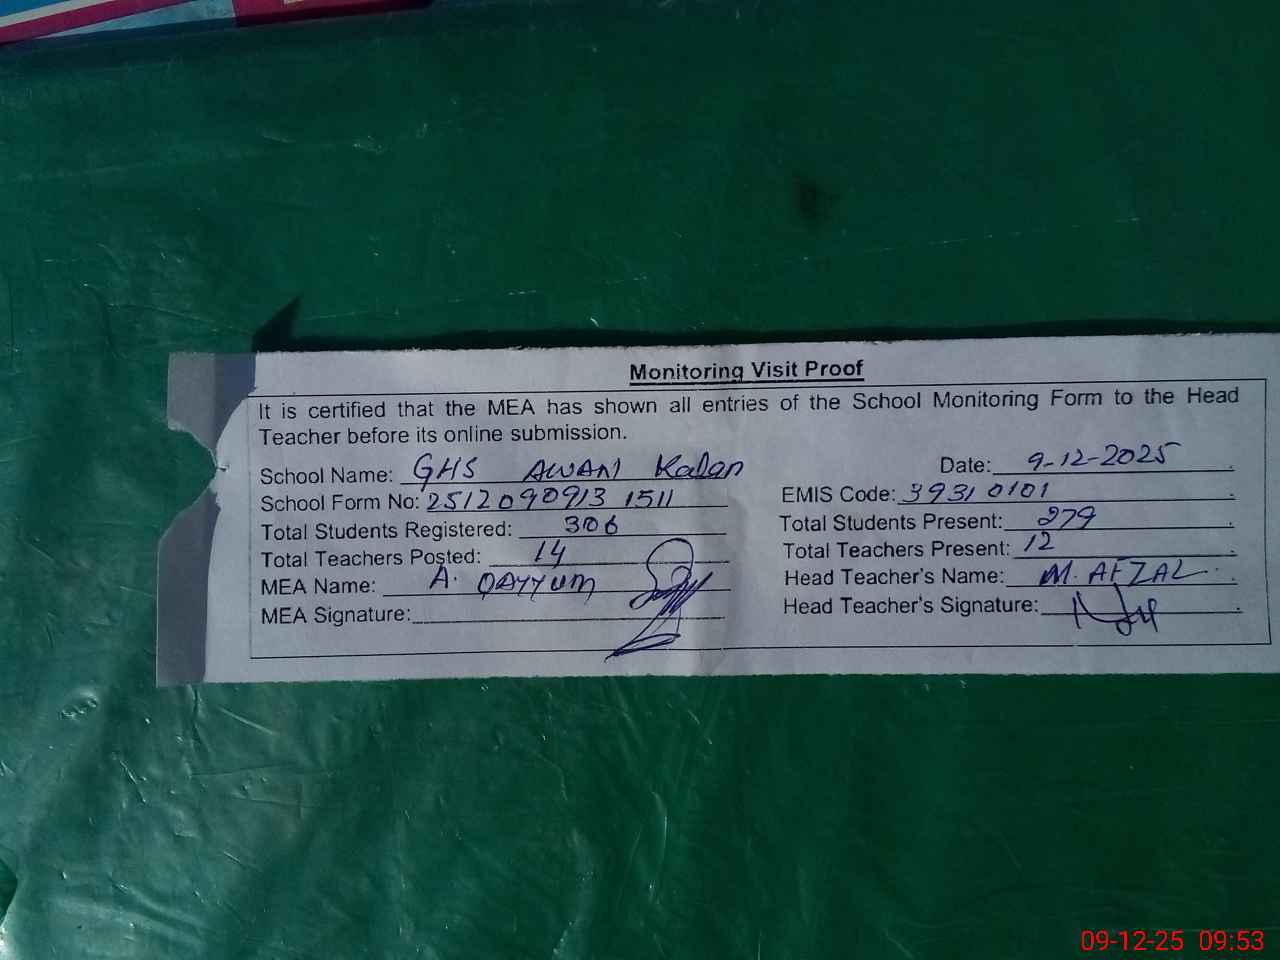 Monitoring Visit Proof
It is certified that the MEA has shown all entries of the School Monitoring Form to the Head
Teacher before its online submission.
School Name: GHS AWAN Kalan Date: 9-12-2025
School Form No: 2512090913 1511 EMIS Code: 39310101
Total Students Registered: 306 Total Students Present: 279
Total Teachers Posted: 14 Total Teachers Present: 12
MEA Name: A. QAYYUM Head Teacher's Name: M. AFZAL
MEA Signature: Head Teacher's Signature:
09-12-25 09:53